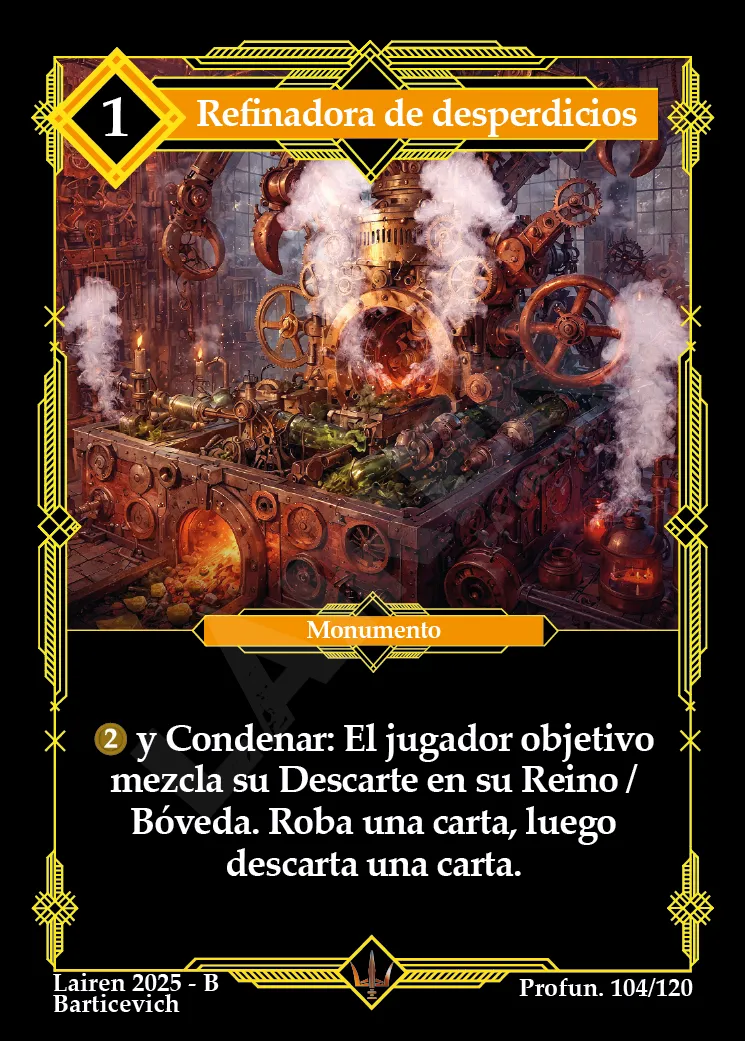 1
Refinadora de desperdicios
Monumento
2 y Condenar: El jugador objetivo
mezcla su Descarte en su Reino /
Bóveda. Roba una carta, luego
descarta una carta.
Lairen 2025 - B
Barticevich
Profun. 104/120